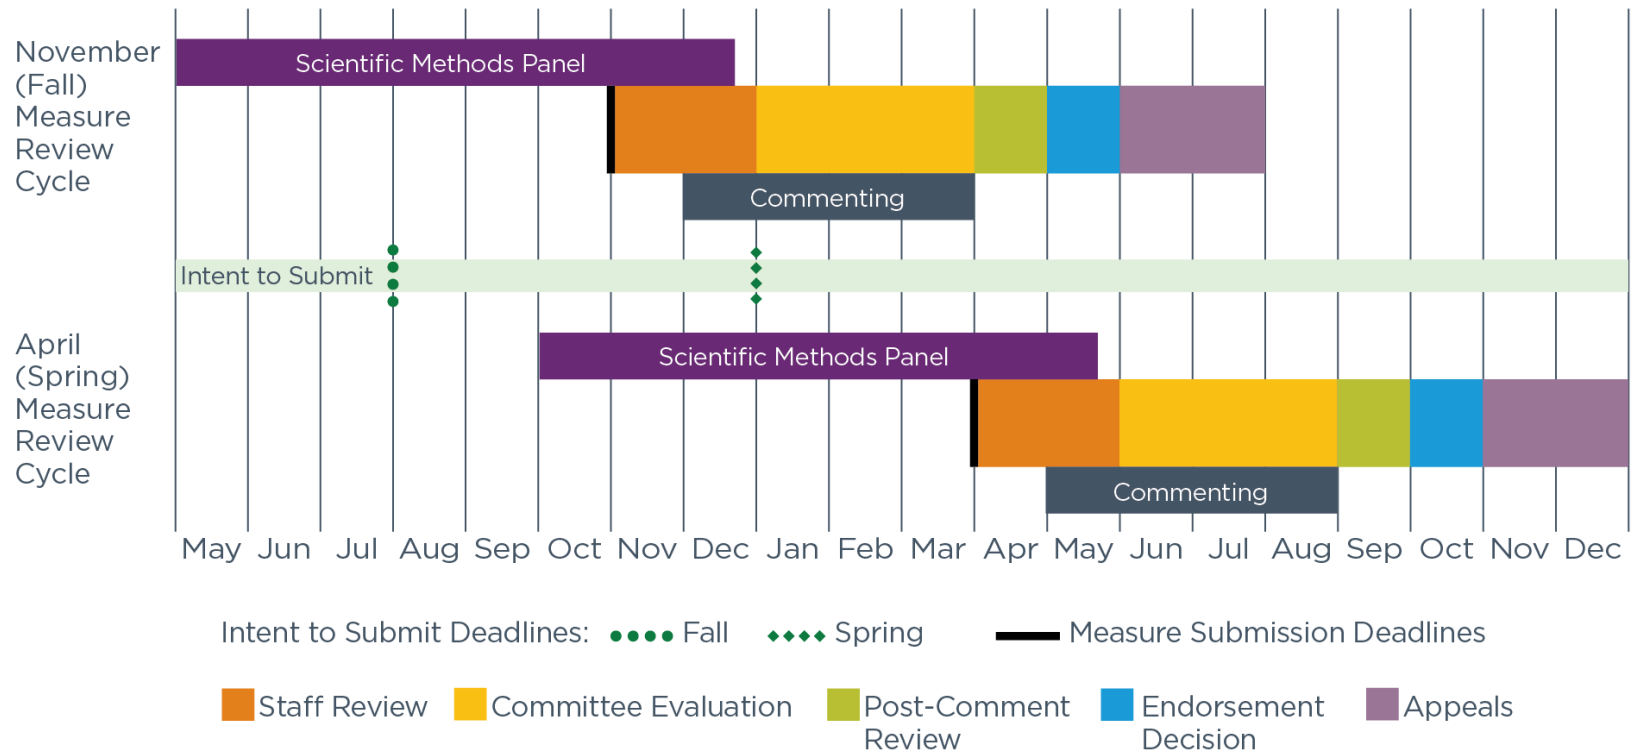 November
(Fall)
Measure
Review
Cycle
Scientific Methods Panel
Commenting
Intent to Submit
April
(Spring)
Measure
Review
Cycle
Scientific Methods Panel
Commenting
May Jun Jul Aug Sep Oct Nov Dec Jan Feb Mar Apr May Jun Jul Aug Sep Oct Nov Dec
Intent to Submit Deadlines: Fall Spring Measure Submission Deadlines
Staff Review Committee Evaluation Post-Comment Endorsement Appeals
Review Decision